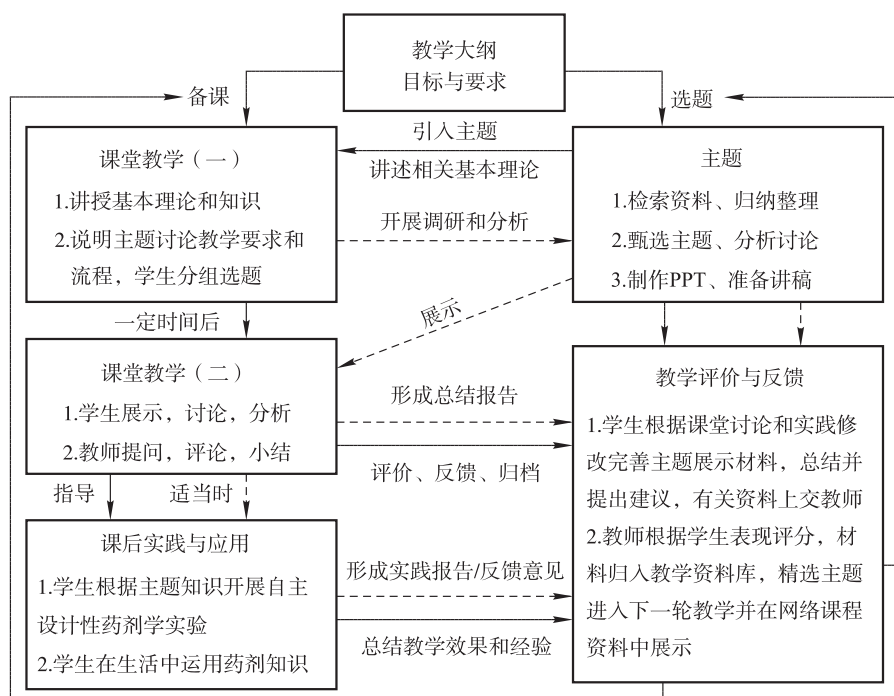 教学大纲
目标与要求
备课
选题
课堂教学（一）
1.讲授基本理论和知识
2.说明主题讨论教学要求和
流程，学生分组选题
引入主题
讲述相关基本理论
开展调研和分析
主题
1.检索资料、归纳整理
2.甄选主题、分析讨论
3.制作PPT、准备讲稿
一定时间后
展示
课堂教学（二）
1.学生展示，讨论，分析
2.教师提问，评论，小结
形成总结报告
评价、反馈、归档
教学评价与反馈
1.学生根据课堂讨论和实践修
改完善主题展示材料，总结并
提出建议，有关资料上交教师
2.教师根据学生表现评分，材
料归入教学资料库，精选主题
进入下一轮教学并在网络课程
资料中展示
指导
适当时
课后实践与应用
1.学生根据主题知识开展自主
设计性药剂学实验
2.学生在生活中运用药剂知识
形成实践报告/反馈意见
总结教学效果和经验